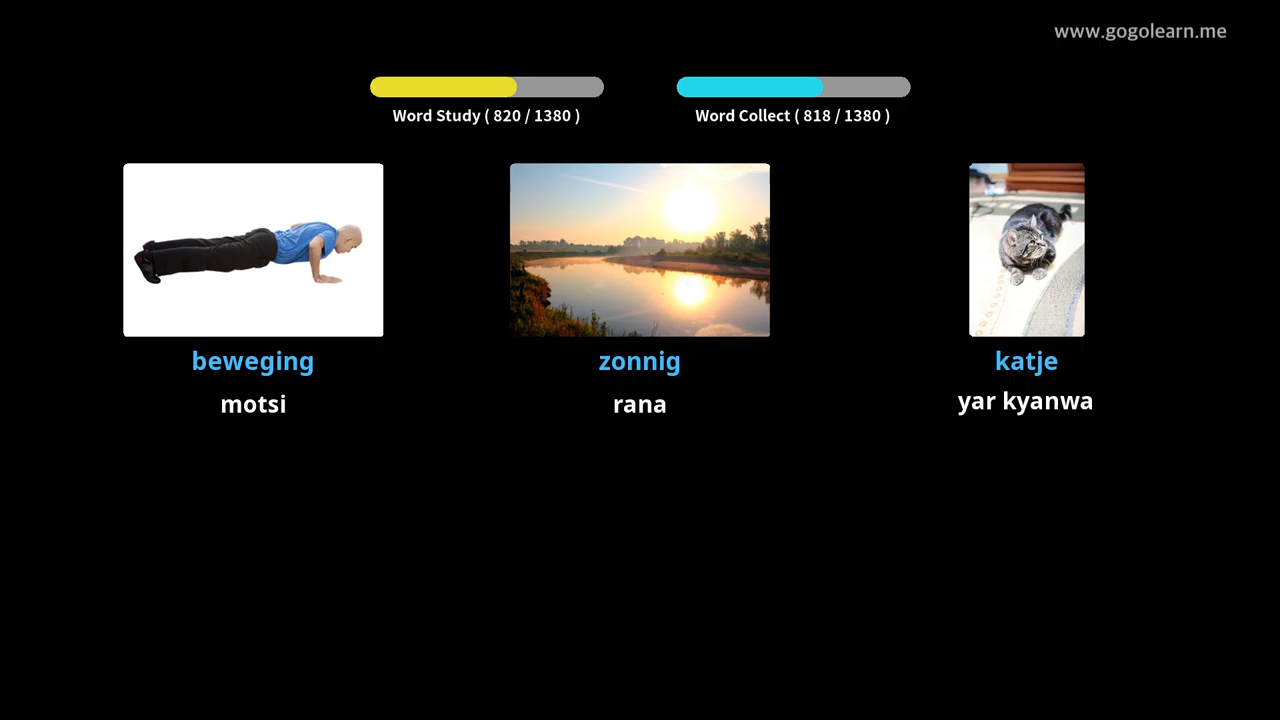 www.gogolearn.me
Word Study ( 820 / 1380 )
Word Collect ( 818 / 1380 )
beweging
zonnig
katje
motsi
rana
yar kyanwa